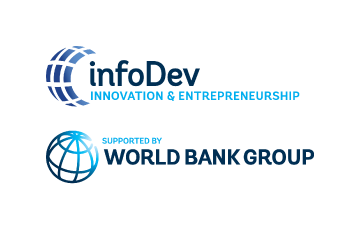 infoDev
INNOVATION & ENTREPRENEURSHIP
SUPPORTED BY
WORLD BANK GROUP